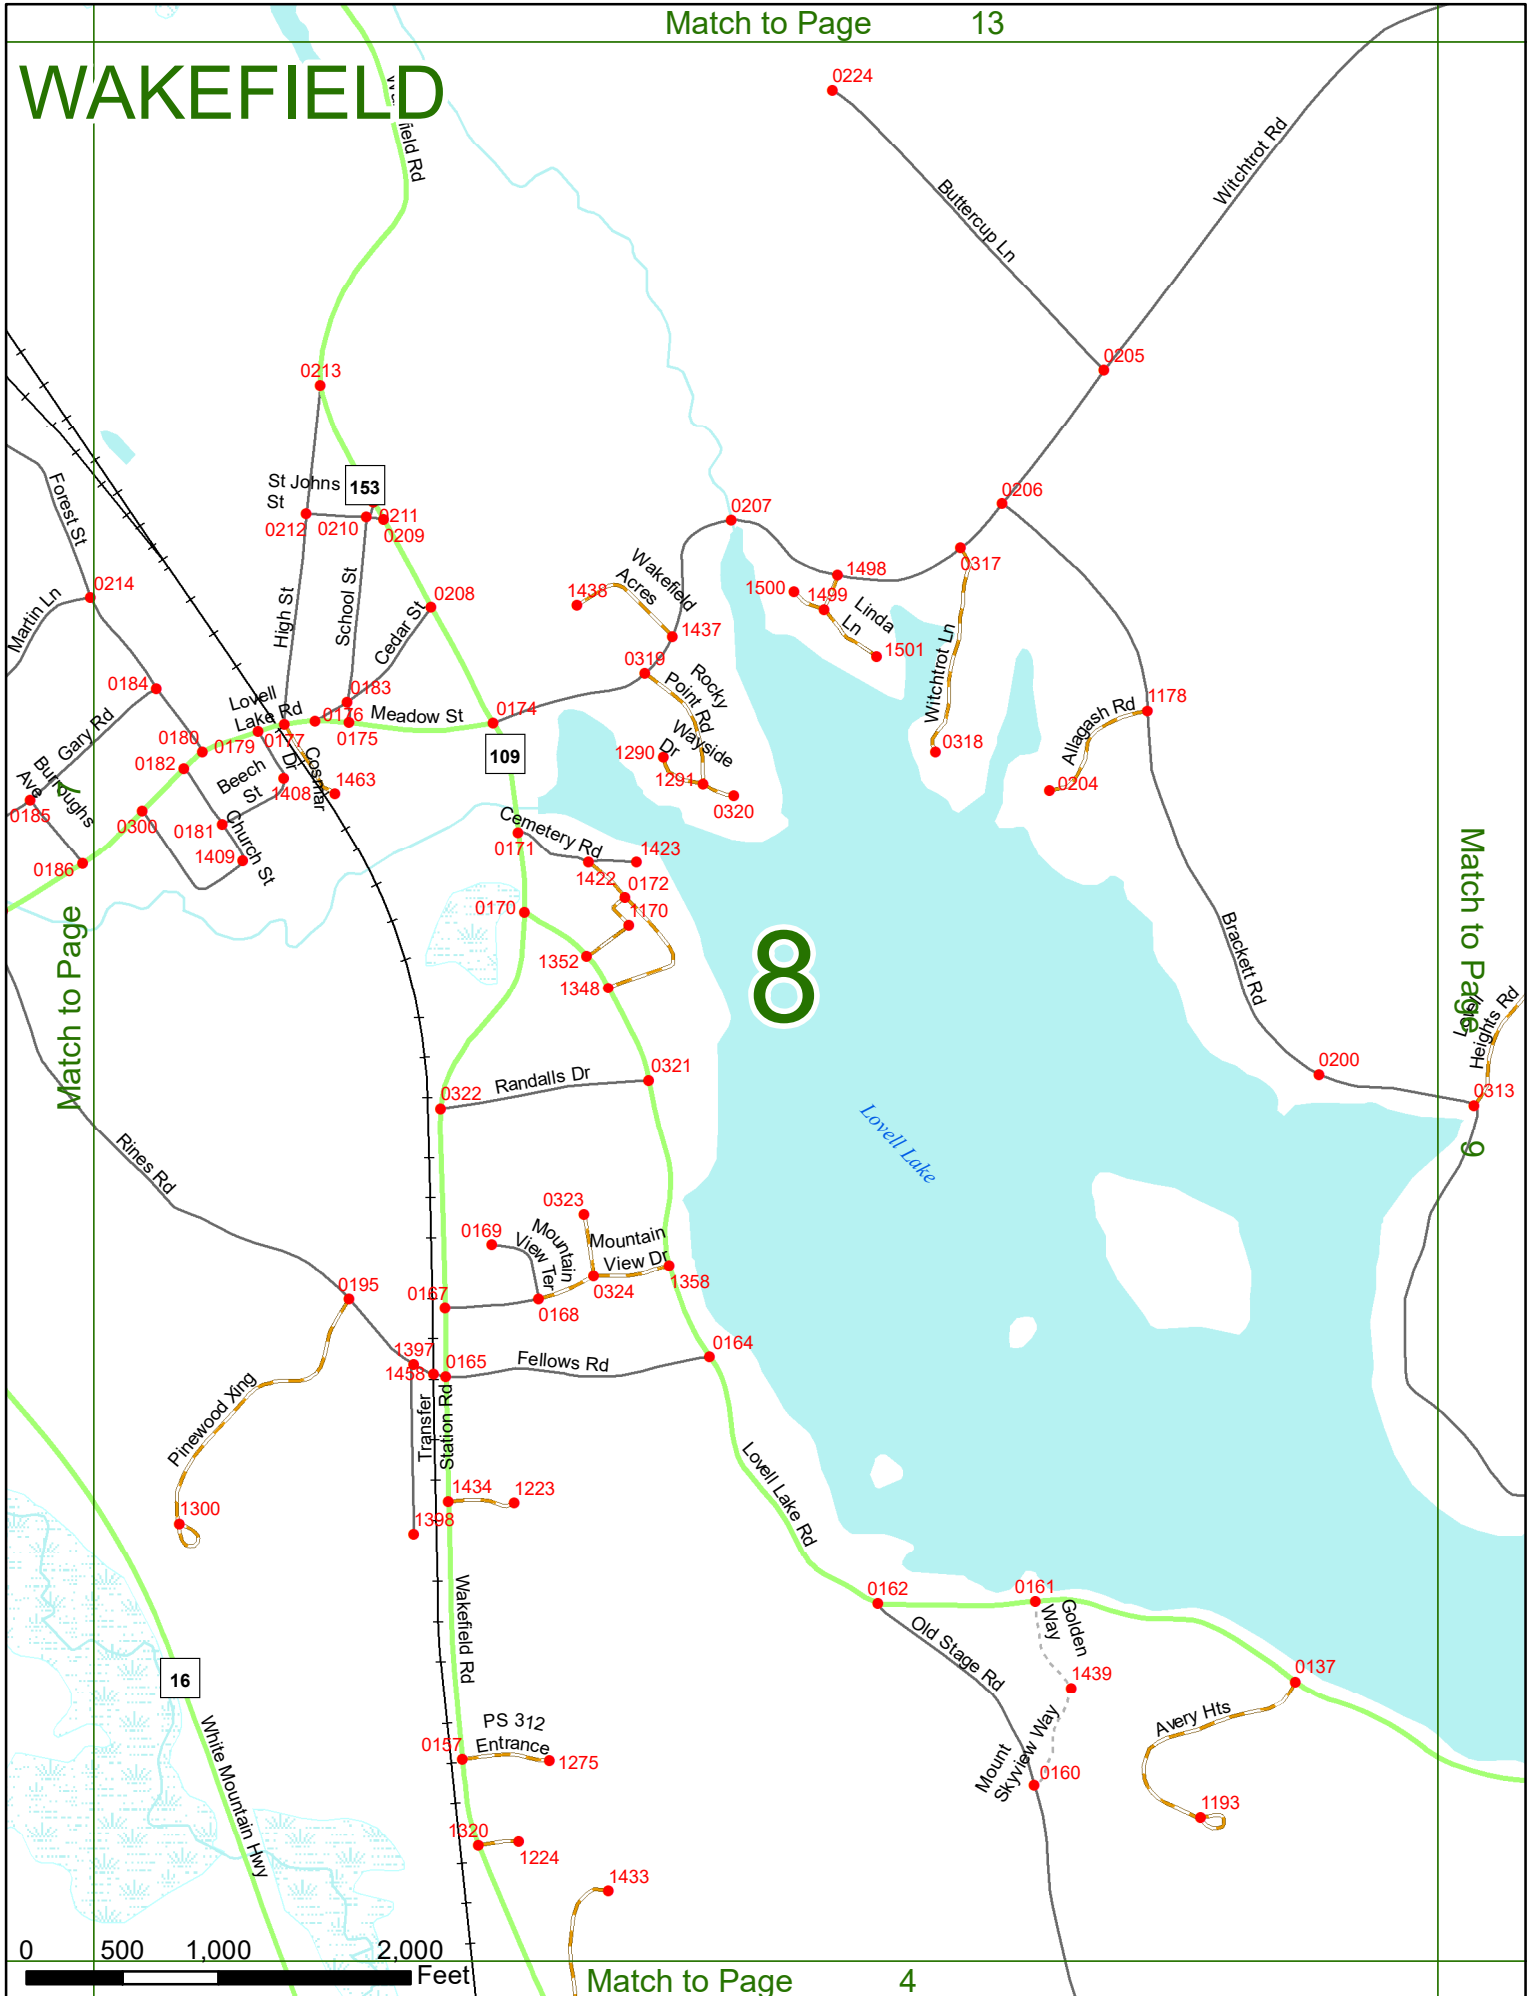 Match to Page 13
WAKEFIELD
0224
Wakefield Rd
Witchtrot Rd
Buttercup Ln
0205
0213
St Johns
St
153
0212
0210
0211
0209
0206
0207
Forest St
0214
Martin Ln
High St
School St
Cedar St
0208
Wakefield
Acres
1438
1437
1500
1498
1499
Linda
Ln
1501
0317
Witchtrot Ln
0318
0319
Rocky
Point Rd
Wayside
Dr
1290
1291
0320
1178
Allagash Rd
0204
0184
Lovell
Lake Rd
0183
0176
0175
Meadow St
0174
109
Gary Rd
0180
0179
0177
0182
Beech
St
Cosmar
Dr
1408
1463
Burroughs
Ave
7
0185
0300
0181
Church St
1409
0186
Cemetery Rd
0171
1423
1422
0172
1170
0170
1352
1348
8
Match to Page
Brackett Rd
Match to Page
9
Lovell
Heights Rd
0200
0313
Randalls Dr
0321
0322
Lovell Lake
Rines Rd
0323
0169
Mountain
View Ter
Mountain
View Dr
0324
1358
0168
0195
0167
0164
1397
1458
0165
Fellows Rd
Pinewood Xing
Transfer
Station Rd
1434
1223
1300
1398
Lovell Lake Rd
Wakefield Rd
0162
0161
Golden
Way
Old Stage Rd
1439
0137
16
White Mountain Hwy
PS 312
Entrance
0157
1275
Mount
Skyview Way
0160
Avery Hts
1193
1320
1224
1433
0 500 1,000 2,000
Feet
Match to Page 4